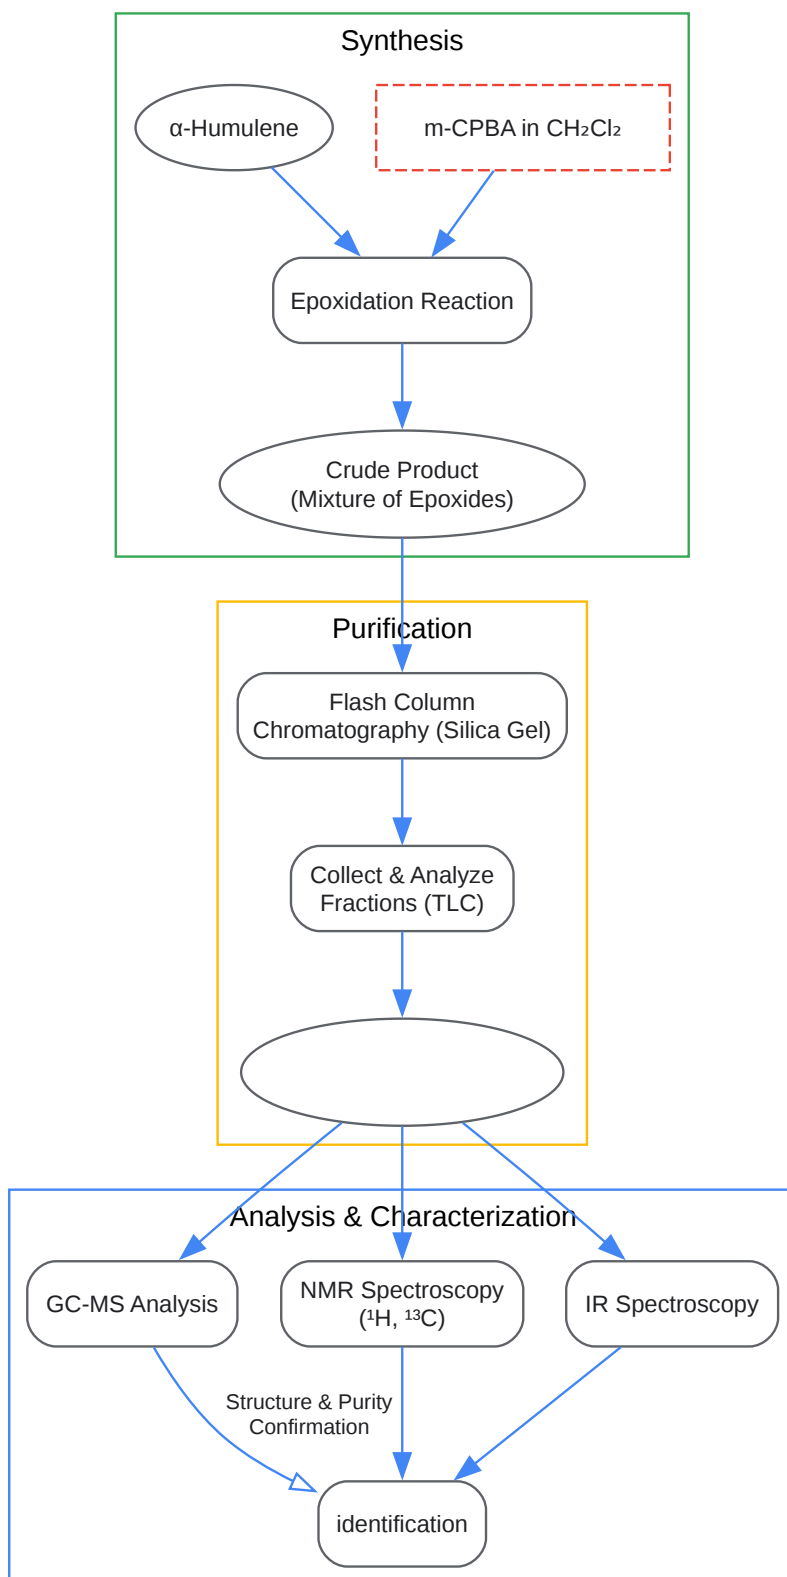 Synthesis
α-Humulene
m-CPBA in CH₂Cl₂
Epoxidation Reaction
Crude Product
(Mixture of Epoxides)
Purification
Flash Column
Chromatography (Silica Gel)
Collect & Analyze
Fractions (TLC)
Analysis & Characterization
GC-MS Analysis
NMR Spectroscopy
(¹H, ¹³C)
IR Spectroscopy
Structure & Purity
Confirmation
identification